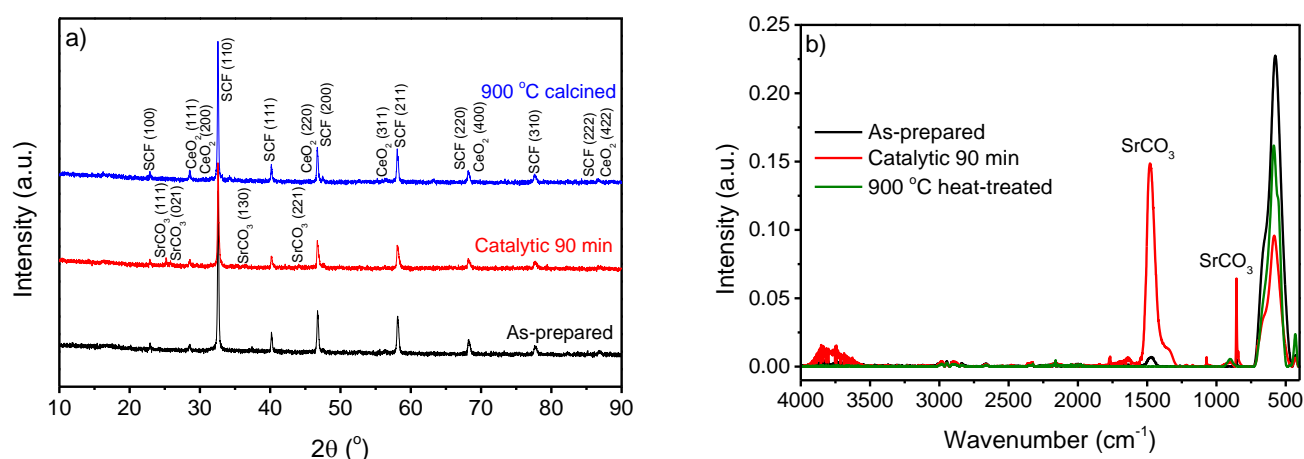 a)
Intensity (a.u.)
2θ (°)
10 20 30 40 50 60 70 80 90
900 °C calcined
SCF (100)
CeO₂ (111)
CeO₂ (200)
SCF (110)
SCF (111)
CeO₂ (220)
SCF (200)
CeO₂ (311)
SCF (211)
SCF (220)
CeO₂ (400)
SCF (310)
SCF (222)
CeO₂ (422)
SrCO₃ (111)
SrCO₃ (021)
SrCO₃ (130)
SrCO₃ (221)
Catalytic 90 min
As-prepared
b)
Intensity (a.u.)
0.25
0.20
0.15
0.10
0.05
0.00
As-prepared
Catalytic 90 min
900 °C heat-treated
SrCO₃
SrCO₃
4000 3500 3000 2500 2000 1500 1000 500
Wavenumber (cm⁻¹)